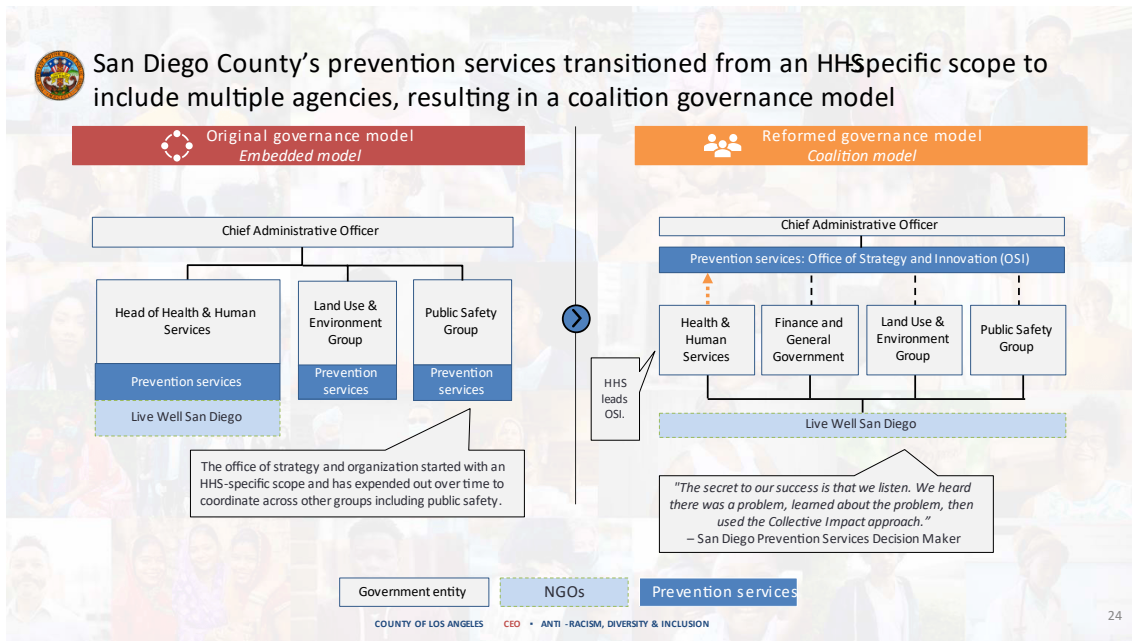 San Diego County's prevention services transitioned from an HHS-specific scope to
include multiple agencies, resulting in a coalition governance model
Original governance model
Embedded model
Reformed governance model
Coalition model
Chief Administrative Officer
Head of Health & Human
Services
Land Use &
Environment
Group
Public Safety
Group
Prevention services
Prevention
services
Prevention
services
Live Well San Diego
The office of strategy and organization started with an
HHS-specific scope and has expended out over time to
coordinate across other groups including public safety.
Chief Administrative Officer
Prevention services: Office of Strategy and Innovation (OSI)
Health &
Human
Services
Finance and
General
Government
Land Use &
Environment
Group
Public Safety
Group
HHS
leads
OSI.
Live Well San Diego
"The secret to our success is that we listen. We heard
there was a problem, learned about the problem, then
used the Collective Impact approach.”
– San Diego Prevention Services Decision Maker
Government entity
NGOs
Prevention services
COUNTY OF LOS ANGELES CEO • ANTI -RACISM, DIVERSITY & INCLUSION
24